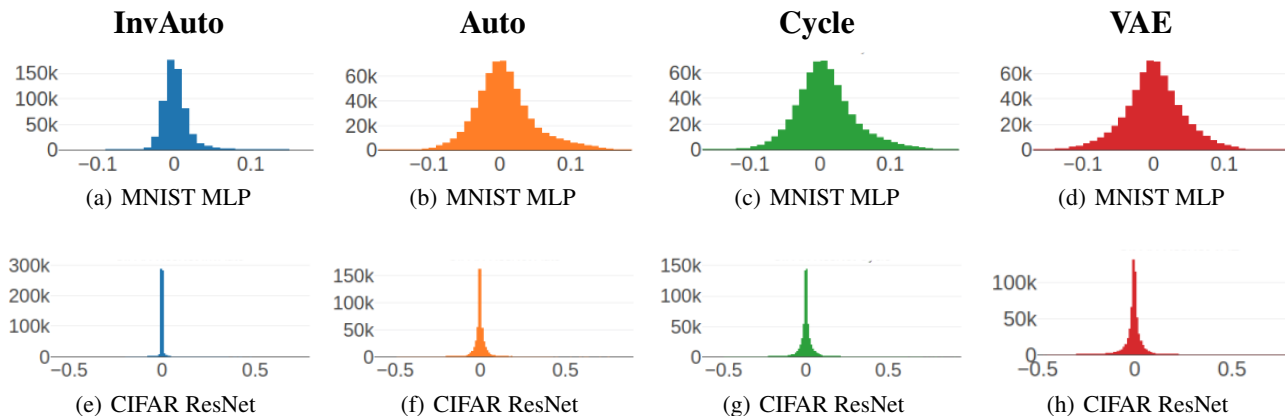 InvAuto Auto Cycle VAE
150k
100k
50k
0
−0.1 0 0.1
60k
40k
20k
0
−0.1 0 0.1
60k
40k
20k
0
−0.1 0 0.1
60k
40k
20k
0
−0.1 0 0.1
(a) MNIST MLP (b) MNIST MLP (c) MNIST MLP (d) MNIST MLP
300k
200k
100k
0
−0.5 0 0.5
150k
100k
50k
0
−0.5 0 0.5
150k
100k
50k
0
−0.5 0 0.5
100k
50k
0
−0.5 0 0.5
(e) CIFAR ResNet (f) CIFAR ResNet (g) CIFAR ResNet (h) CIFAR ResNet